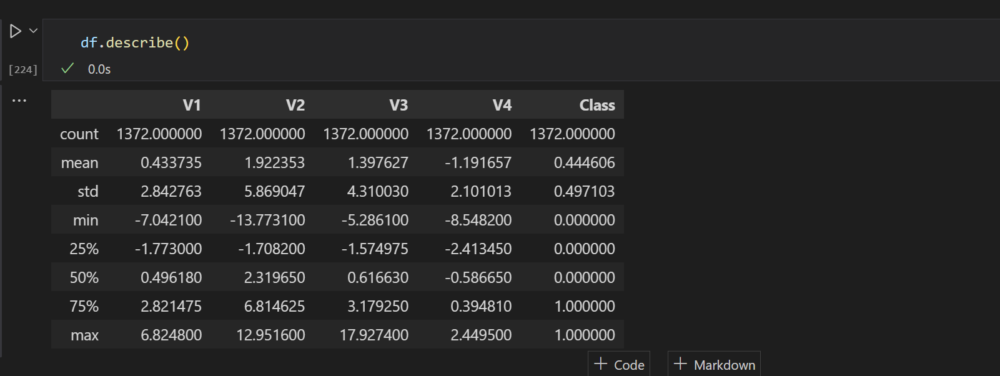 df.describe()
[224]
0.0s
...
V1 V2 V3 V4 Class
count 1372.000000 1372.000000 1372.000000 1372.000000 1372.000000
mean 0.433735 1.922353 1.397627 -1.191657 0.444606
std 2.842763 5.869047 4.310030 2.101013 0.497103
min -7.042100 -13.773100 -5.286100 -8.548200 0.000000
25% -1.773000 -1.708200 -1.574975 -2.413450 0.000000
50% 0.496180 2.319650 0.616630 -0.586650 0.000000
75% 2.821475 6.814625 3.179250 0.394810 1.000000
max 6.824800 12.951600 17.927400 2.449500 1.000000
+ Code + Markdown